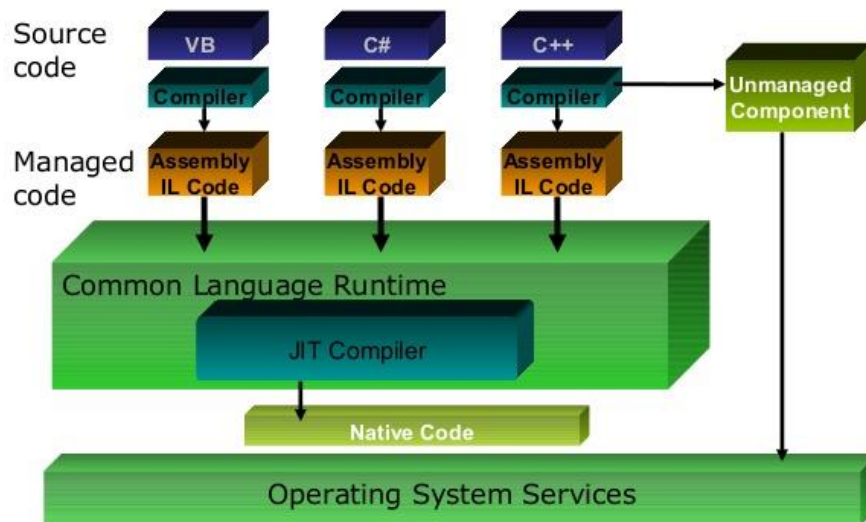 Source
code
VB
C#
C++
Compiler
Compiler
Compiler
Unmanaged
Component
Managed
code
Assembly
IL Code
Assembly
IL Code
Assembly
IL Code
Common Language Runtime
JIT Compiler
Native Code
Operating System Services